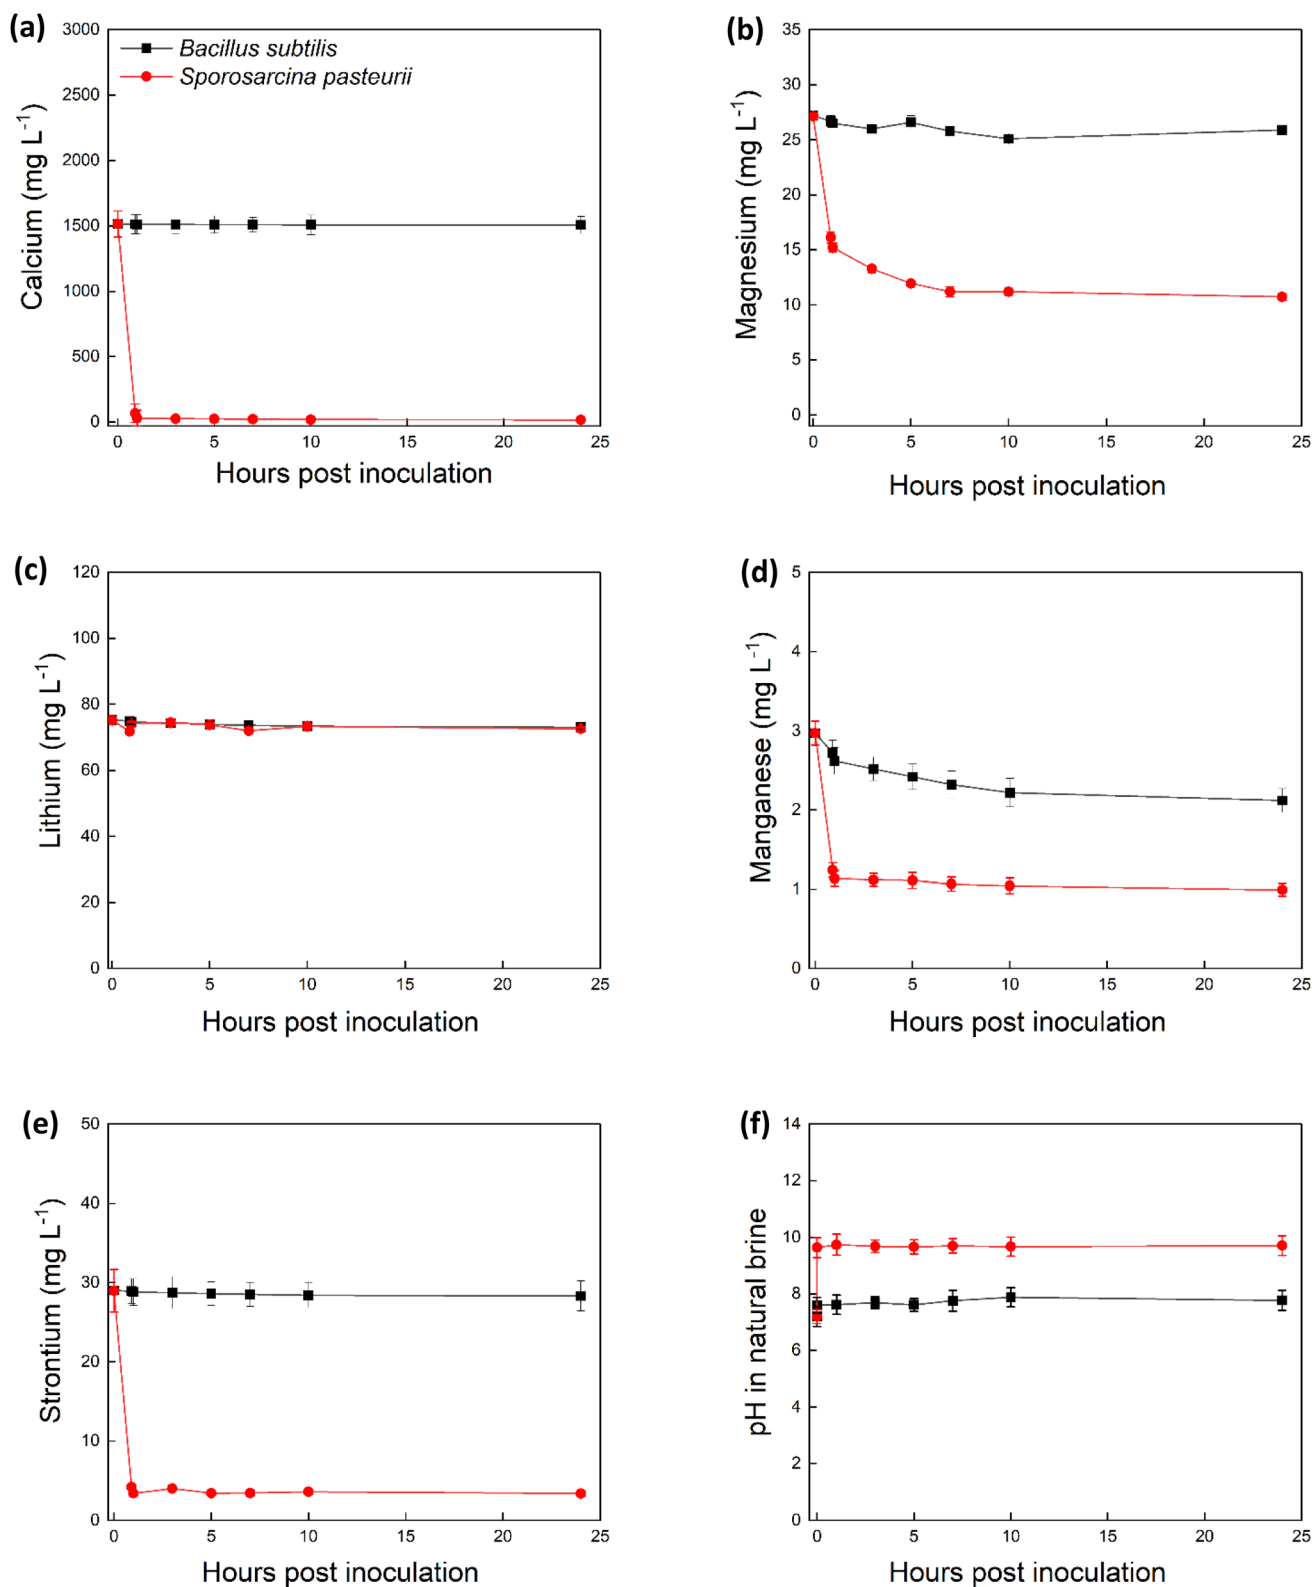 (a)
3000
2500
2000
1500
1000
500
0
Calcium (mg L-1)
Bacillus subtilis
Sporosarcina pasteurii
0 5 10 15 20 25
Hours post inoculation
(b)
35
30
25
20
15
10
5
0
Magnesium (mg L-1)
0 5 10 15 20 25
Hours post inoculation
(c)
120
100
80
60
40
20
0
Lithium (mg L-1)
0 5 10 15 20 25
Hours post inoculation
(d)
5
4
3
2
1
0
Manganese (mg L-1)
0 5 10 15 20 25
Hours post inoculation
(e)
50
40
30
20
10
0
Strontium (mg L-1)
0 5 10 15 20 25
Hours post inoculation
(f)
14
12
10
8
6
4
2
0
pH in natural brine
0 5 10 15 20 25
Hours post inoculation